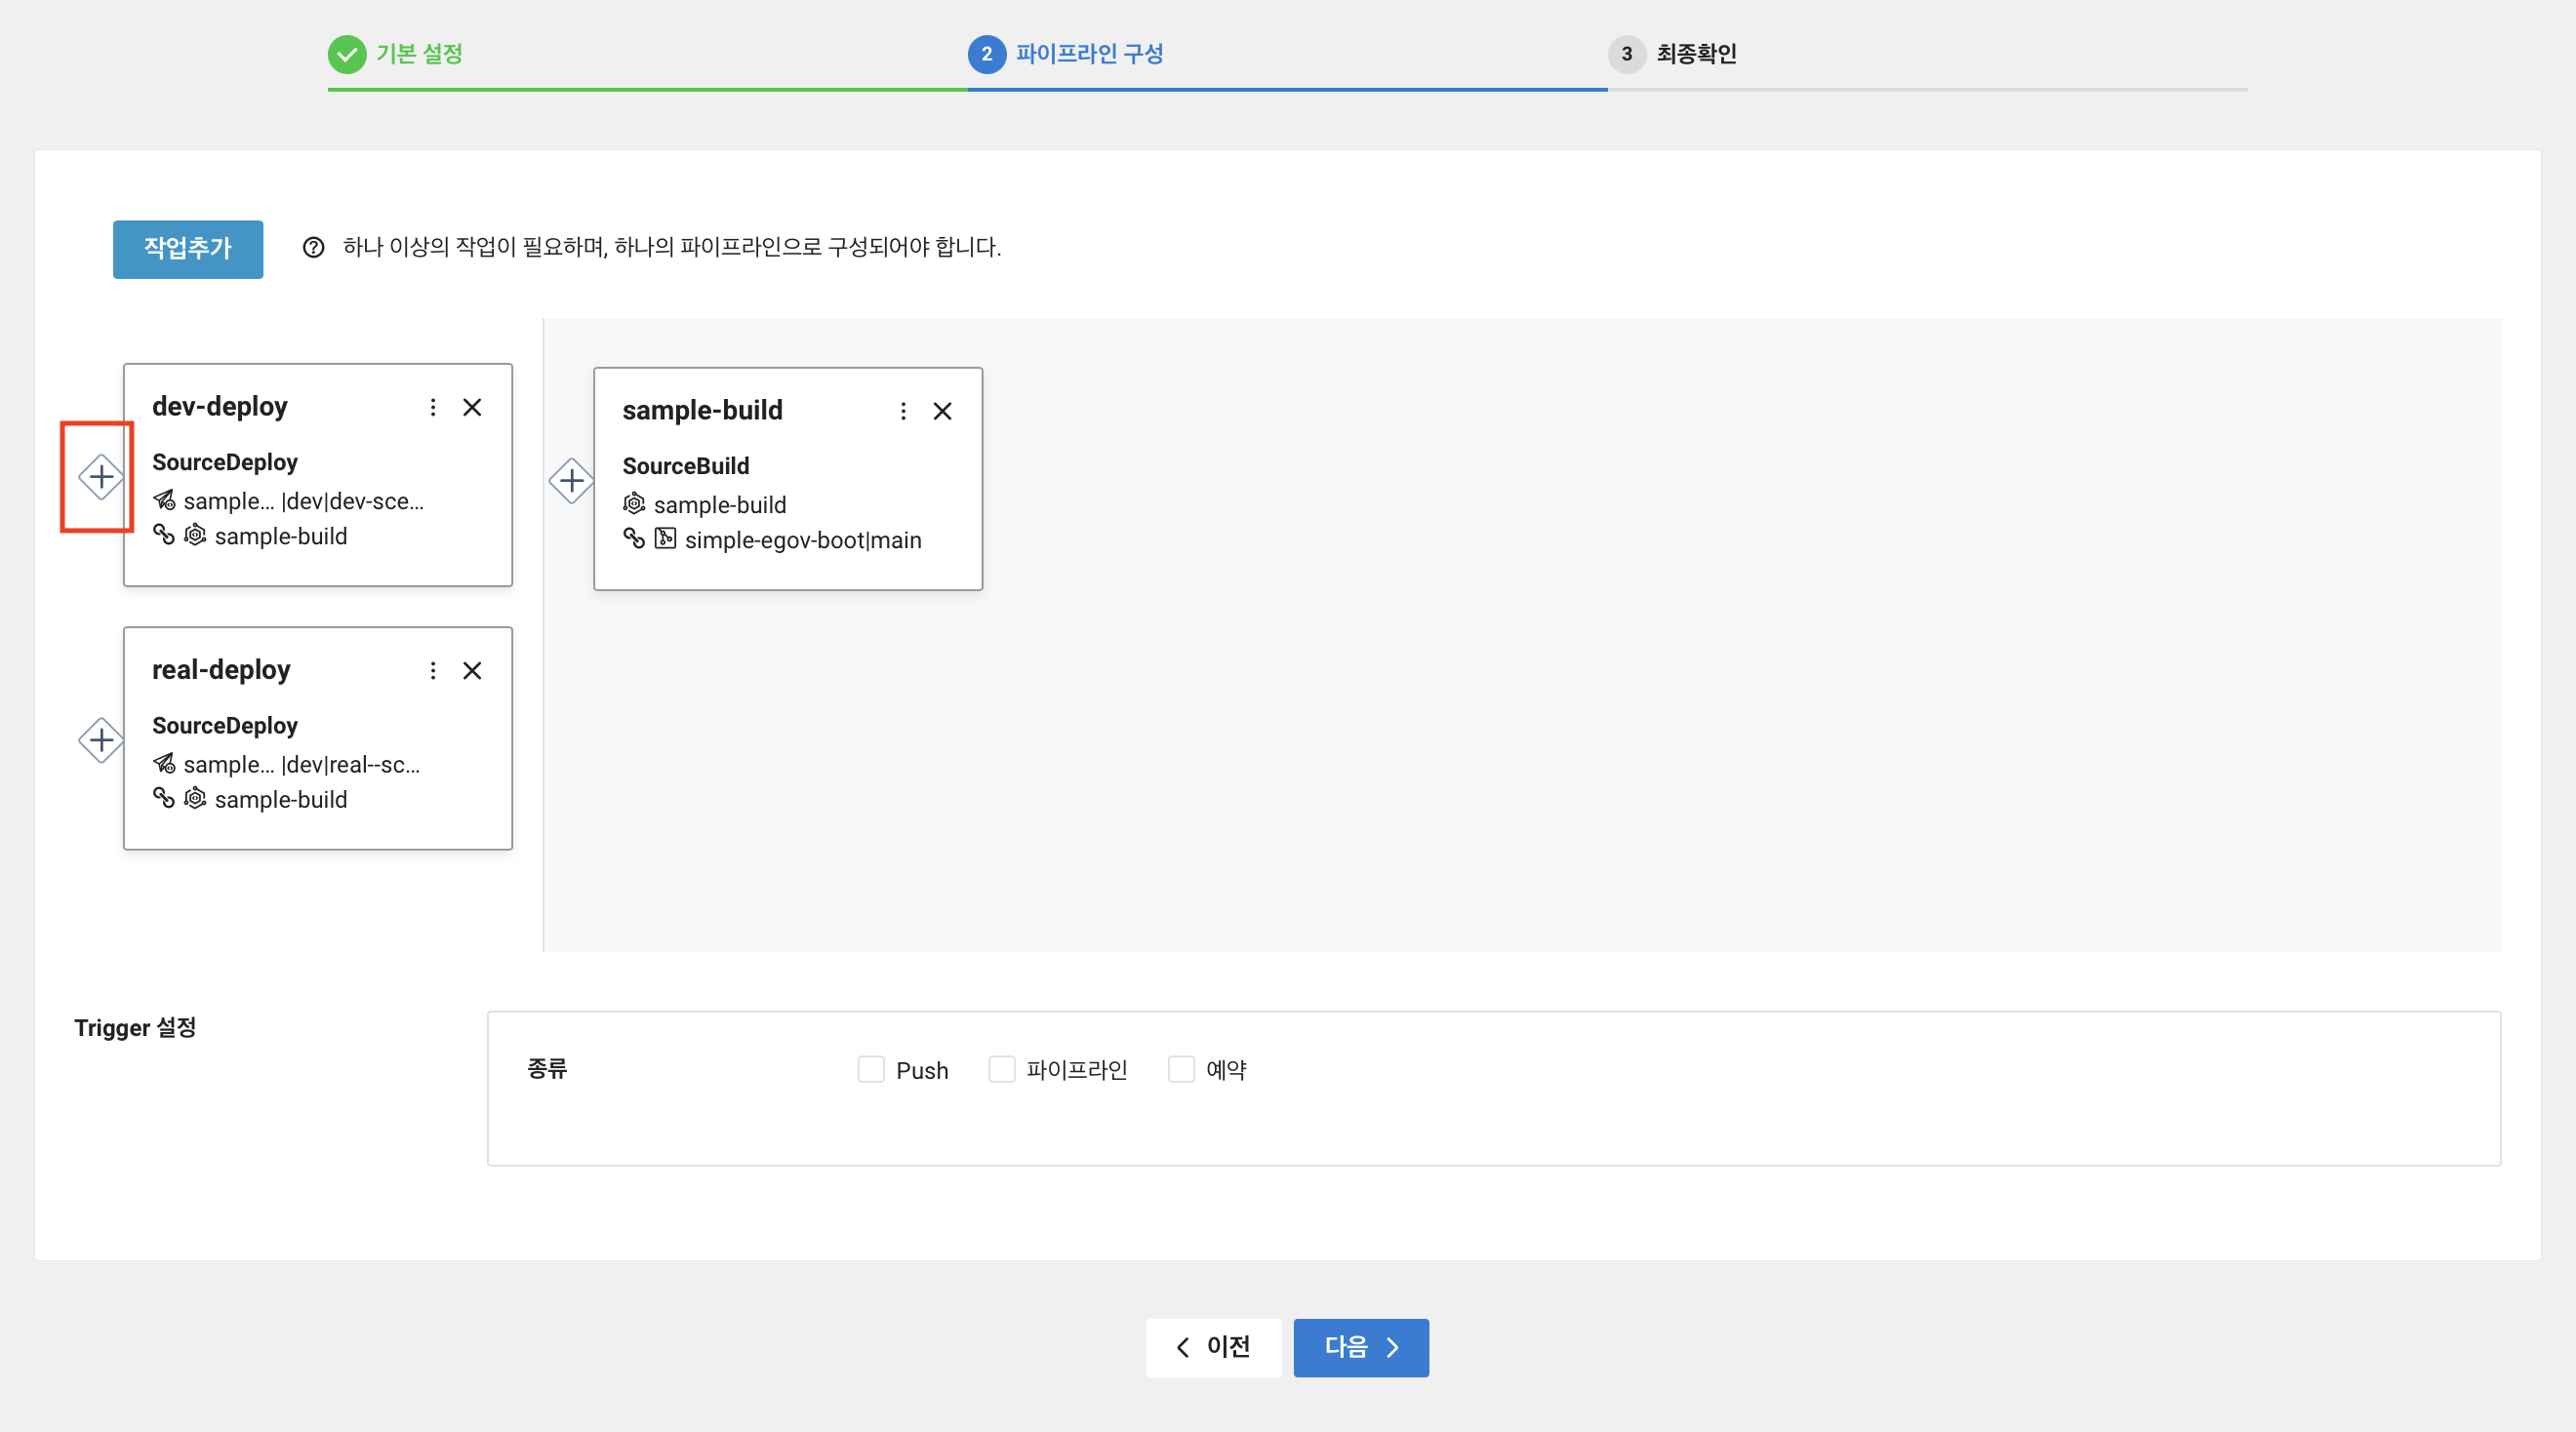 기본 설정
2 파이프라인 구성
3 최종확인
작업추가
하나 이상의 작업이 필요하며, 하나의 파이프라인으로 구성되어야 합니다.
dev-deploy
SourceDeploy
sample... |dev|dev-sce...
sample-build
real-deploy
SourceDeploy
sample... |dev|real--sc...
sample-build
sample-build
SourceBuild
sample-build
simple-egov-boot|main
Trigger 설정
종류 Push 파이프라인 예약
이전 다음